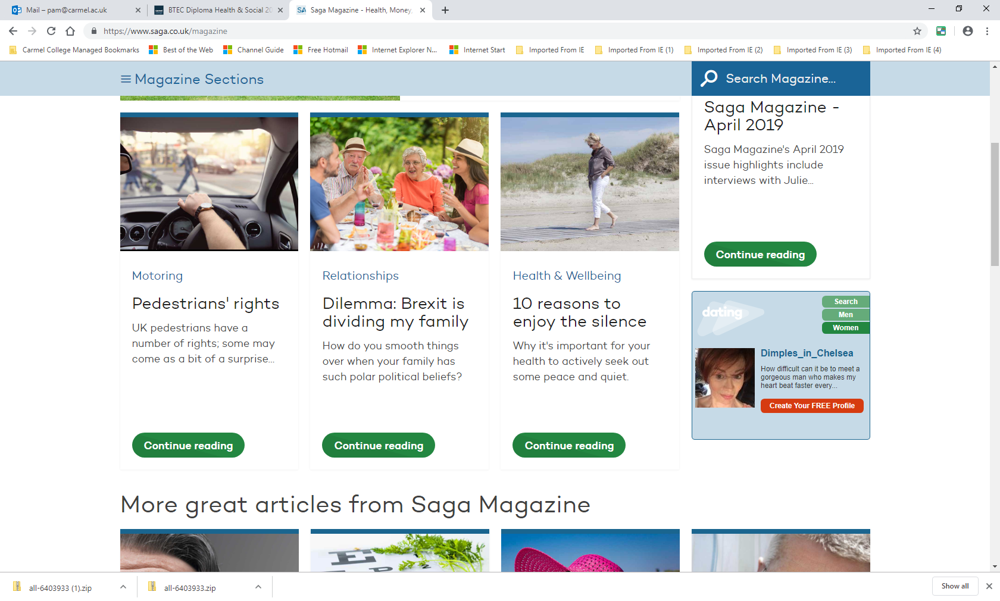 Mail – pam@carmel.ac.uk
BTEC Diploma Health & Social 20
Saga Magazine - Health, Money,
https://www.saga.co.uk/magazine
Carmel College Managed Bookmarks
Best of the Web
Channel Guide
Free Hotmail
Internet Explorer N...
Internet Start
Imported From IE
Imported From IE (1)
Imported From IE (2)
Imported From IE (3)
Imported From IE (4)
Magazine Sections
Search Magazine...
Motoring
Pedestrians' rights
UK pedestrians have a
number of rights; some may
come as a bit of a surprise...
Continue reading
Relationships
Dilemma: Brexit is
dividing my family
How do you smooth things
over when your family has
such polar political beliefs?
Continue reading
Health & Wellbeing
10 reasons to
enjoy the silence
Why it's important for your
health to actively seek out
some peace and quiet.
Continue reading
Saga Magazine -
April 2019
Saga Magazine's April 2019
issue highlights include
interviews with Julie...
Continue reading
dating
Search
Men
Women
Dimples_in_Chelsea
How difficult can it be to meet a
gorgeous man who makes my
heart beat faster every...
Create Your FREE Profile
More great articles from Saga Magazine
E
all-6403933 (1).zip
all-6403933.zip
Show all